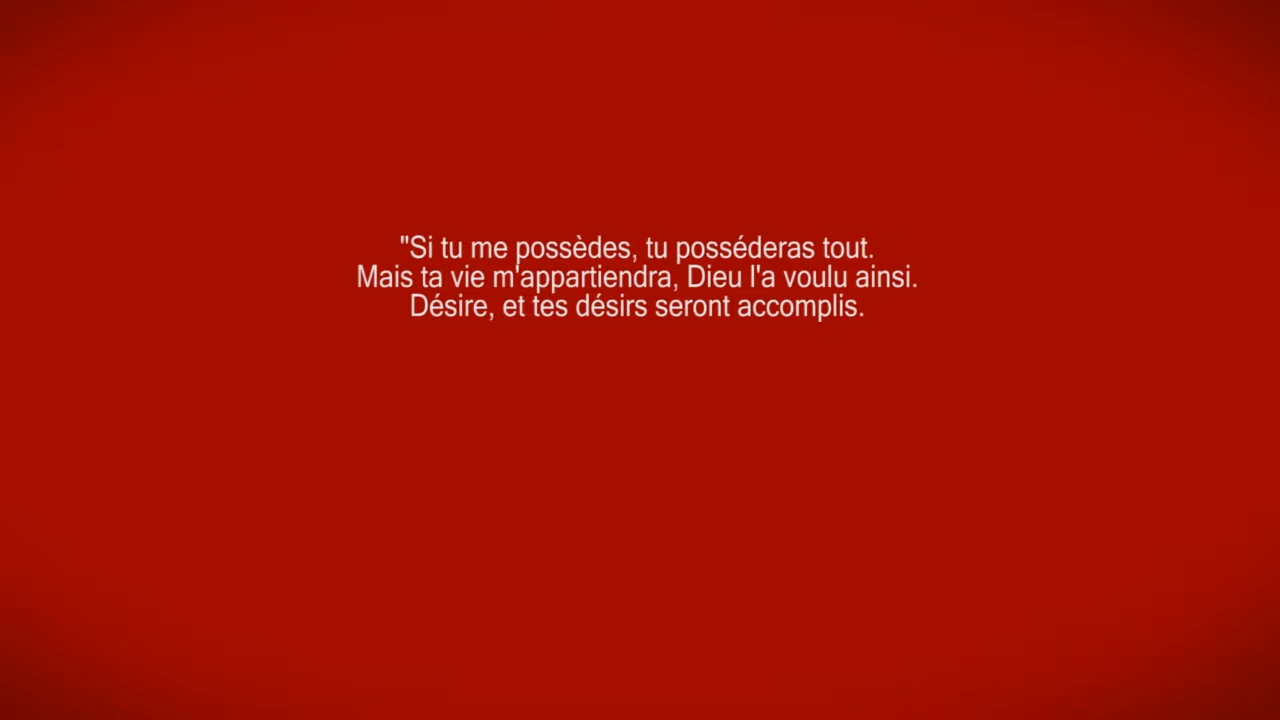 "Si tu me possèdes, tu posséderas tout.
Mais ta vie m'appartiendra, Dieu l'a voulu ainsi.
Désire, et tes désirs seront accomplis.